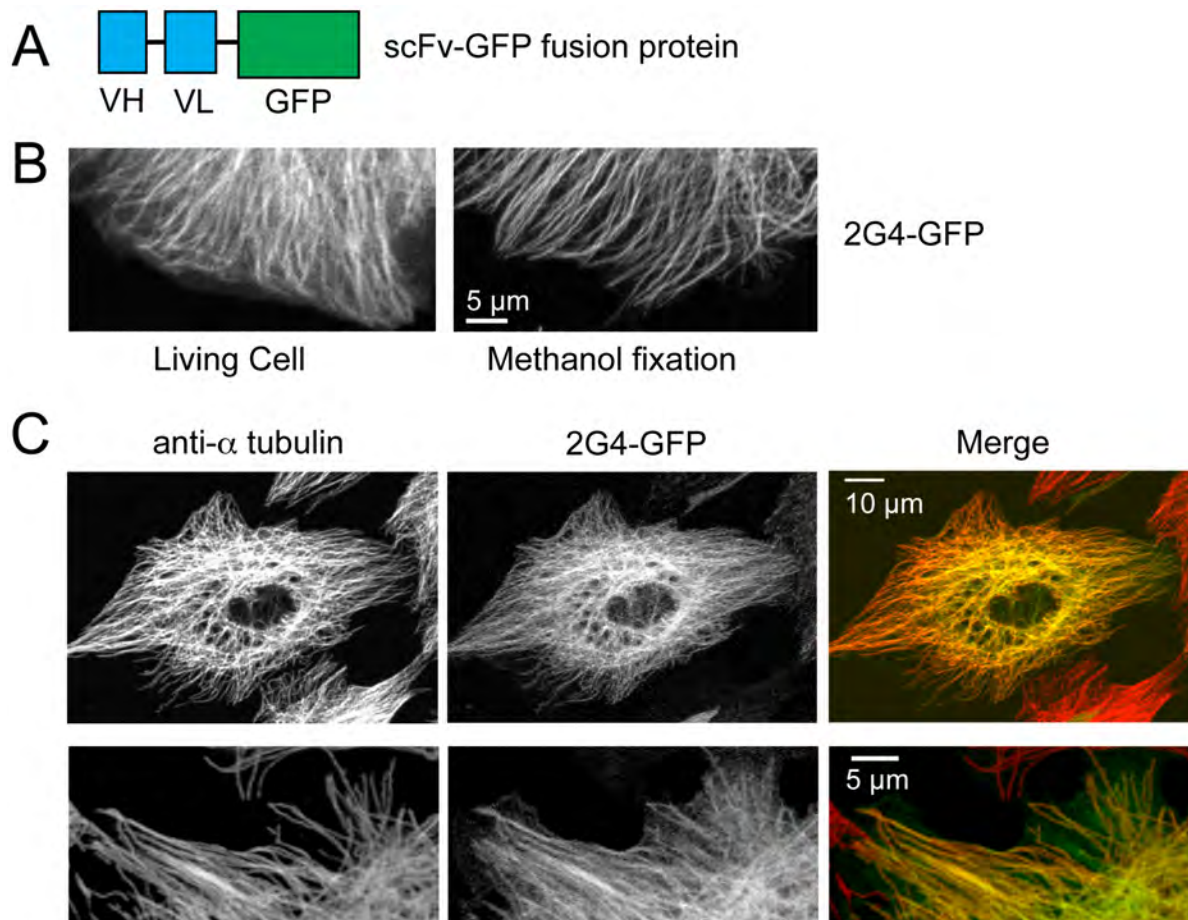 A
scFv-GFP fusion protein
VH VL GFP
B
2G4-GFP
5 μm
Living Cell Methanol fixation
C
anti-α tubulin 2G4-GFP Merge
10 μm
5 μm